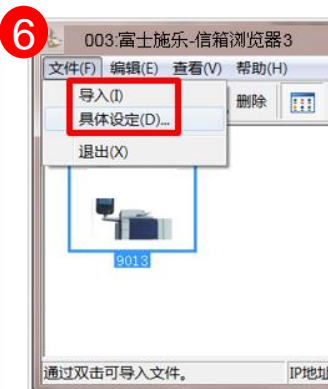 6
003:富士施乐-信箱浏览器3
文件(F) 编辑(E) 查看(V) 帮助(H)
导入(I)
删除
具体设定(D)...
退出(X)
9013
通过双击可导入文件。 IP地址